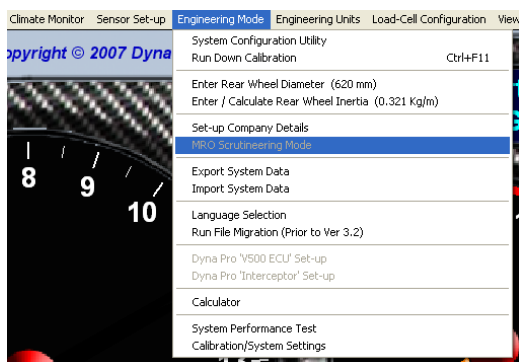 Climate Monitor Sensor Set-up Engineering Mode Engineering Units Load-Cell Configuration View
opyright © 2007 Dyna
System Configuration Utility
Run Down Calibration Ctrl+F11
Enter Rear Wheel Diameter (620 mm)
Enter / Calculate Rear Wheel Inertia (0.321 Kg/m)
Set-up Company Details
MRO Scrutineering Mode
Export System Data
Import System Data
Language Selection
Run File Migration (Prior to Ver 3.2)
Dyna Pro 'V500 ECU' Set-up
Dyna Pro 'Interceptor' Set-up
Calculator
System Performance Test
Calibration/System Settings
8
9
10